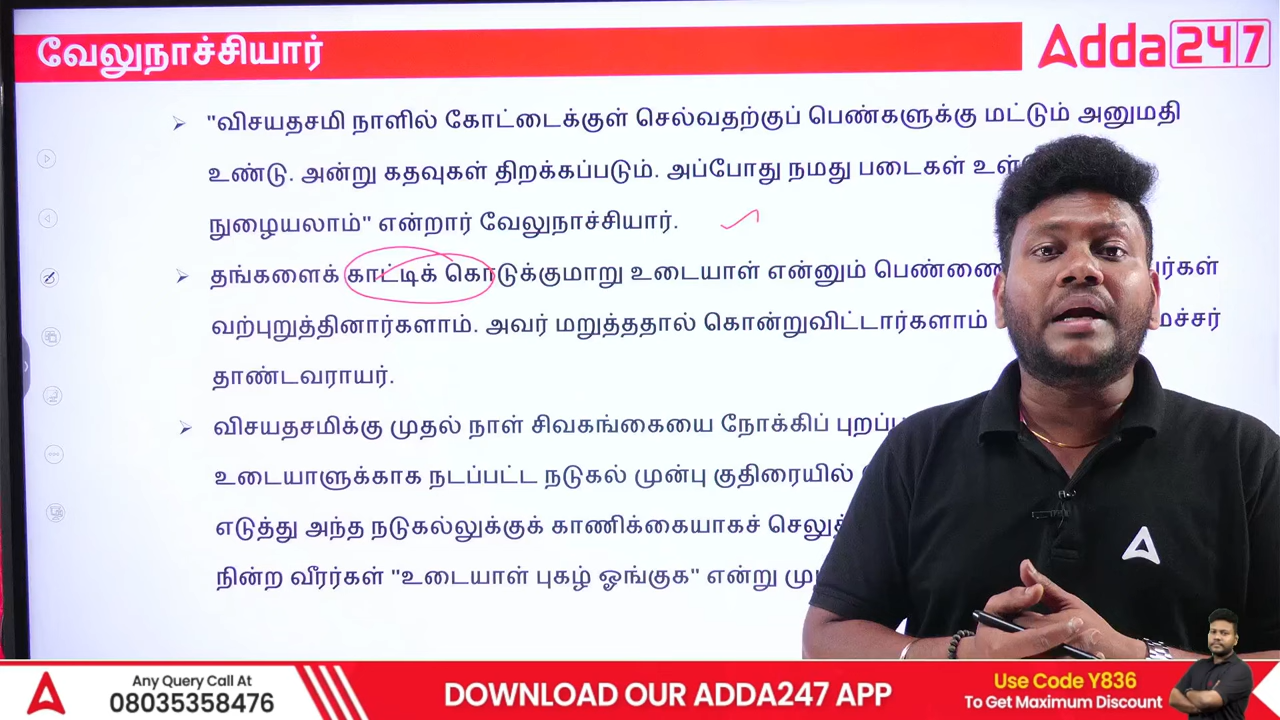 வேலுநாச்சியார்
Adda247
"விசயதசமி நாளில் கோட்டைக்குள் செல்வதற்குப் பெண்களுக்கு மட்டும் அனுமதி
உண்டு. அன்று கதவுகள் திறக்கப்படும். அப்போது நமது படைகள்
நுழையலாம்" என்றார் வேலுநாச்சியார்.
தங்களைக் காட்டிக் கொடுக்குமாறு உடையாள் என்னும் பெண்ணை
வற்புறுத்தினார்களாம். அவர் மறுத்ததால் கொன்றுவிட்டார்களாம்
தாண்டவராயர்.
விசயதசமிக்கு முதல் நாள் சிவகங்கையை நோக்கிப்
உடையாளுக்காக நடப்பட்ட நடுகல் முன்பு குதிரையில்
எடுத்து அந்த நடுகல்லுக்குக் காணிக்கையாகச்
நின்ற வீரர்கள் "உடையாள் புகழ் ஓங்குக" என்று
Any Query Call At
08035358476
DOWNLOAD OUR ADDA247 APP
Use Code Y836
To Get Maximum Discount